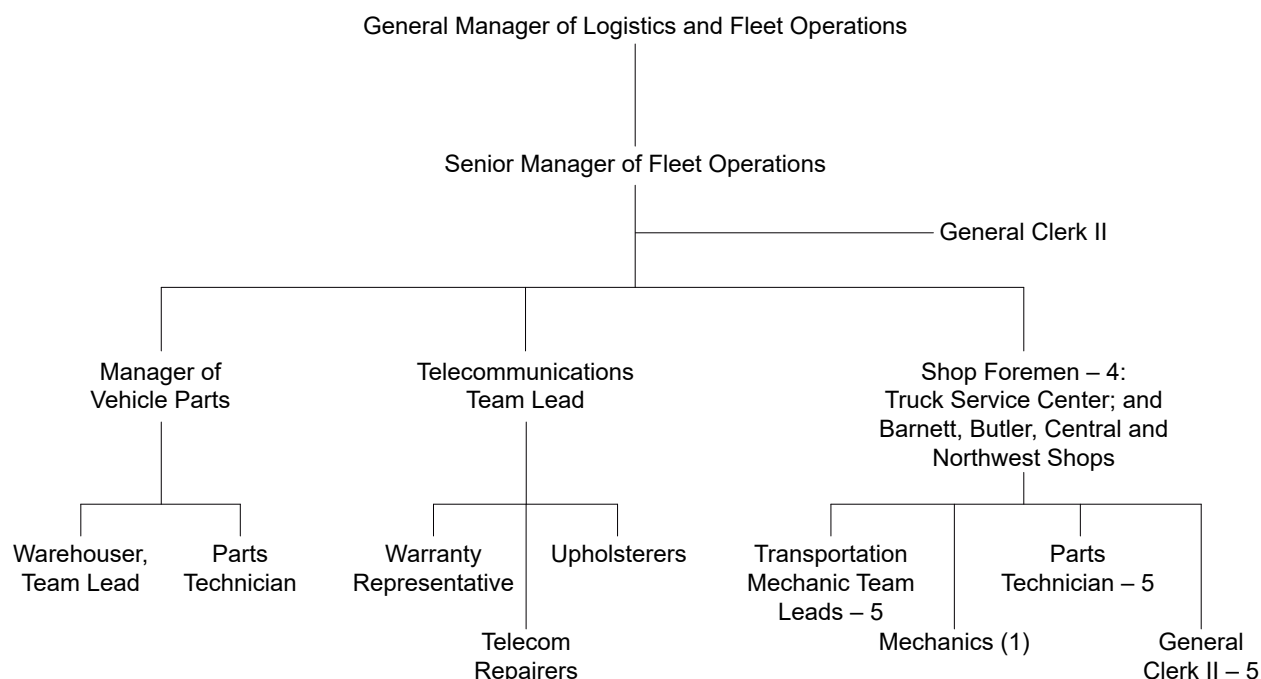 General Manager of Logistics and Fleet Operations
Senior Manager of Fleet Operations
General Clerk II
Manager of
Vehicle Parts
Telecommunications
Team Lead
Shop Foremen – 4:
Truck Service Center; and
Barnett, Butler, Central and
Northwest Shops
Warehouser,
Team Lead
Parts
Technician
Warranty
Representative
Telecom
Repairers
Upholsterers
Transportation
Mechanic Team
Leads – 5
Mechanics (1)
Parts
Technician – 5
General
Clerk II – 5